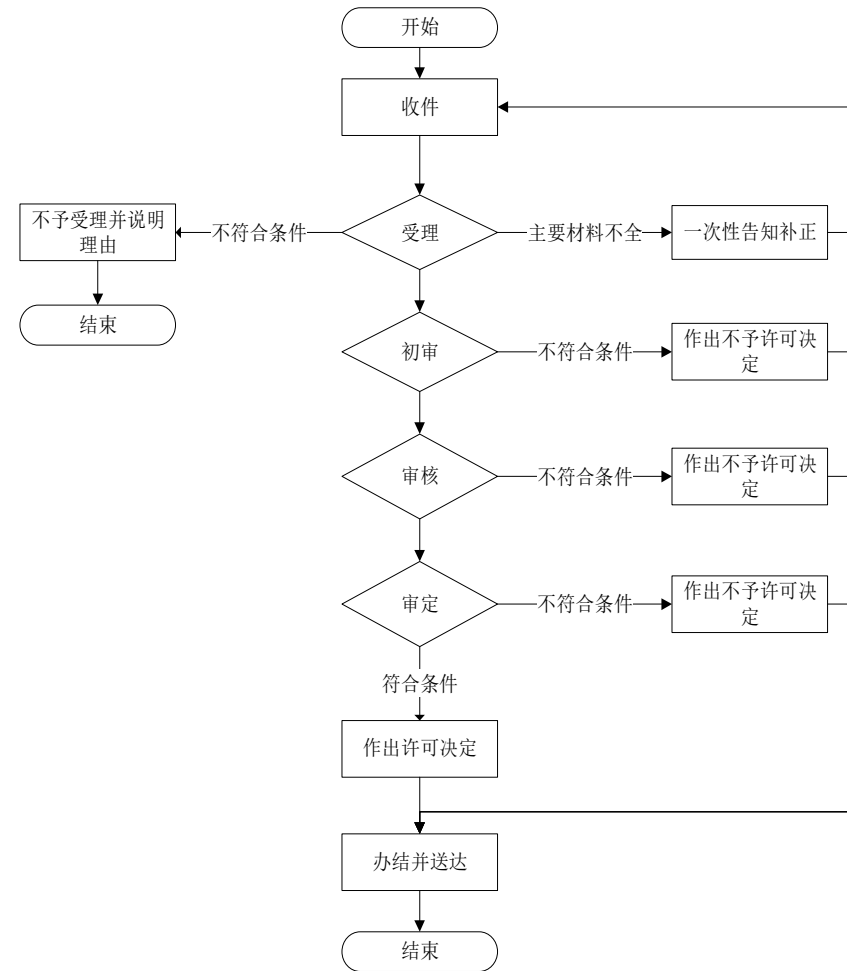 开始
收件
不予受理并说明
理由
不符合条件
受理
主要材料不全
一次性告知补正
结束
初审
不符合条件
作出不予许可决
定
审核
不符合条件
作出不予许可决
定
审定
不符合条件
作出不予许可决
定
符合条件
作出许可决定
办结并送达
结束